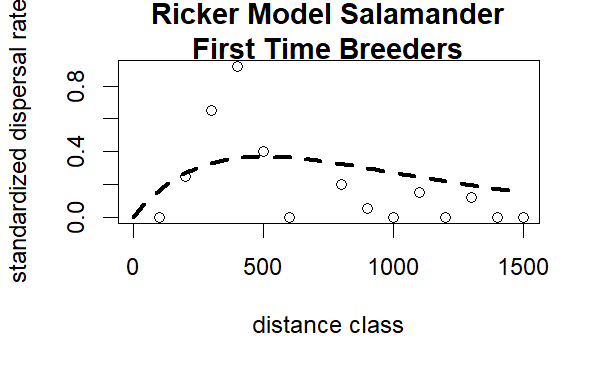 Ricker Model Salamander
First Time Breeders
standardized dispersal rate
0.0
0.4
0.8
0
500
1000
1500
distance class